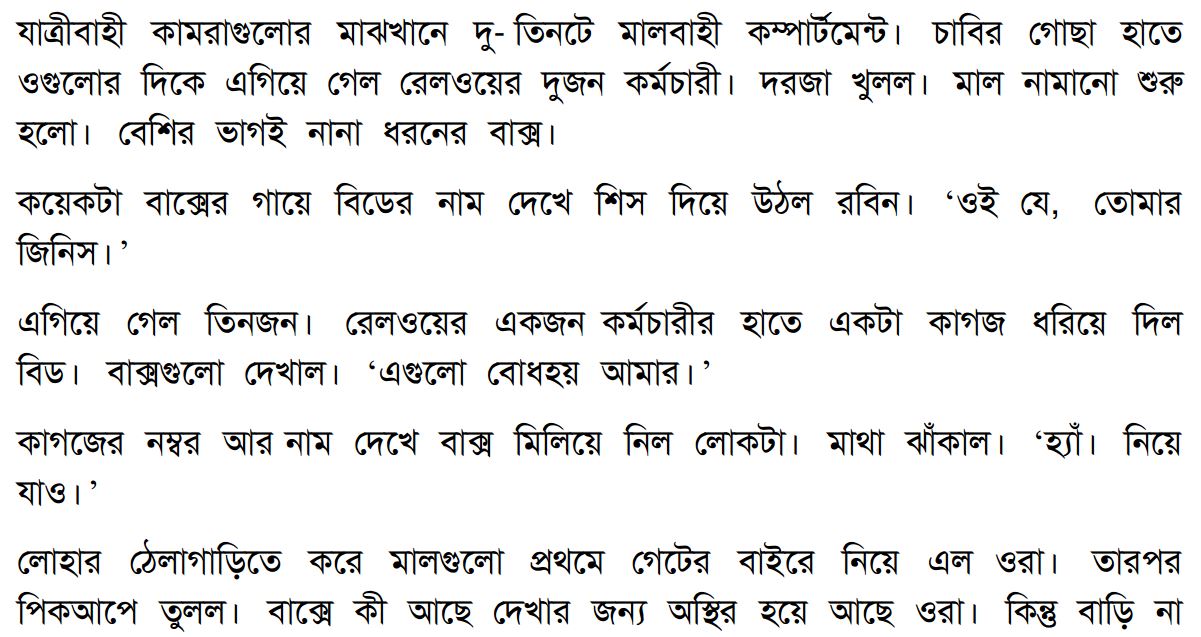 যাত্রীবাহী কামরাগুলোর মাঝখানে দু- তিনটে মালবাহী কম্পার্টমেন্ট। চাবির গোছা হাতে
ওগুলোর দিকে এগিয়ে গেল রেলওয়ের দুজন কর্মচারী। দরজা খুলল। মাল নামানো শুরু
হলো। বেশির ভাগই নানা ধরনের বাক্স।
কয়েকটা বাক্সের গায়ে বিডের নাম দেখে শিস দিয়ে উঠল রবিন। ‘ওই যে, তোমার
জিনিস।’
এগিয়ে গেল তিনজন। রেলওয়ের একজন কর্মচারীর হাতে একটা কাগজ ধরিয়ে দিল
বিড। বাক্সগুলো দেখাল। ‘এগুলো বোধহয় আমার।’
কাগজের নম্বর আর নাম দেখে বাক্স মিলিয়ে নিল লোকটা। মাথা ঝাঁকাল। ‘হ্যাঁ। নিয়ে
যাও।’
লোহার ঠেলাগাড়িতে করে মালগুলো প্রথমে গেটের বাইরে নিয়ে এল ওরা। তারপর
পিকআপে তুলল। বাক্সে কী আছে দেখার জন্য অস্থির হয়ে আছে ওরা। কিন্তু বাড়ি না